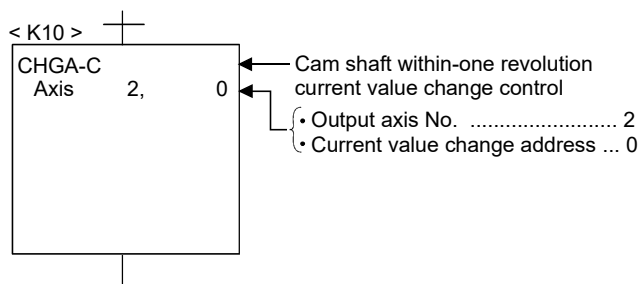 < K10 >
CHGA-C
Axis 2, 0
Cam shaft within-one revolution
current value change control
• Output axis No. ......................... 2
• Current value change address ... 0